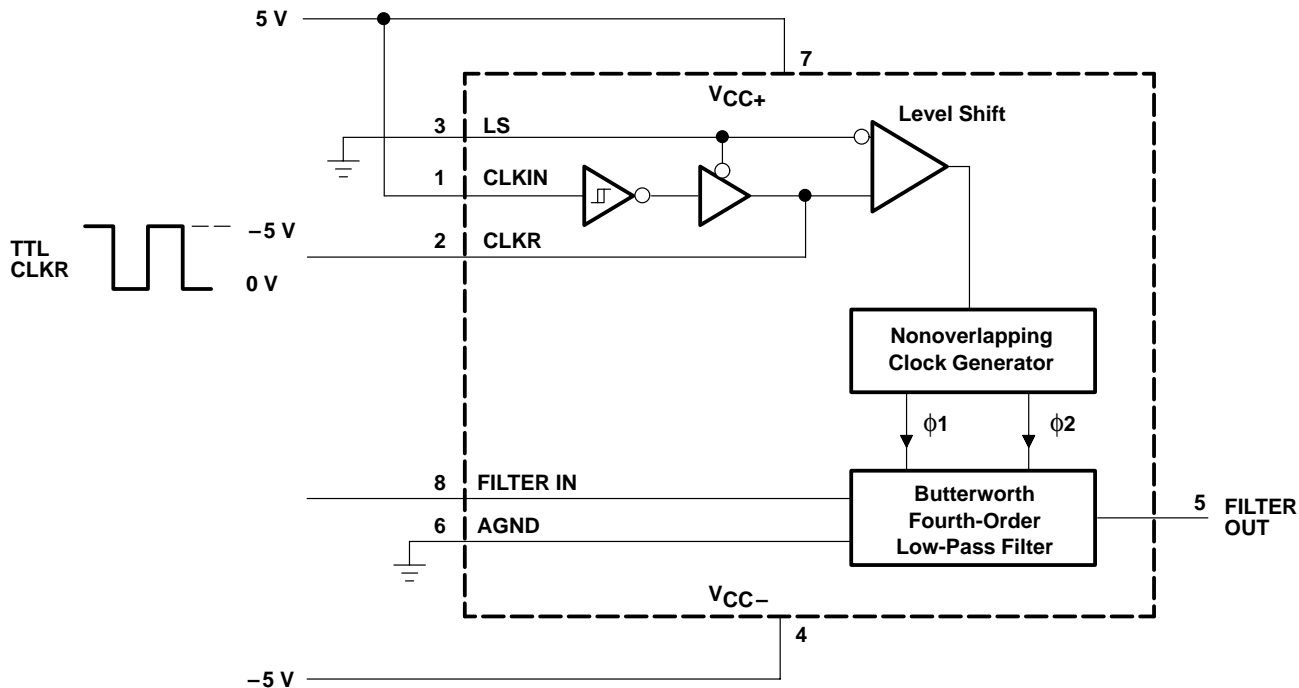 5 V
7
VCC+
Level Shift
3 LS
1 CLKIN
–5 V
TTL
CLKR
2 CLKR
0 V
Nonoverlapping
Clock Generator
ϕ1
ϕ2
8 FILTER IN
6 AGND
Butterworth
Fourth-Order
Low-Pass Filter
5 FILTER
OUT
VCC–
4
–5 V